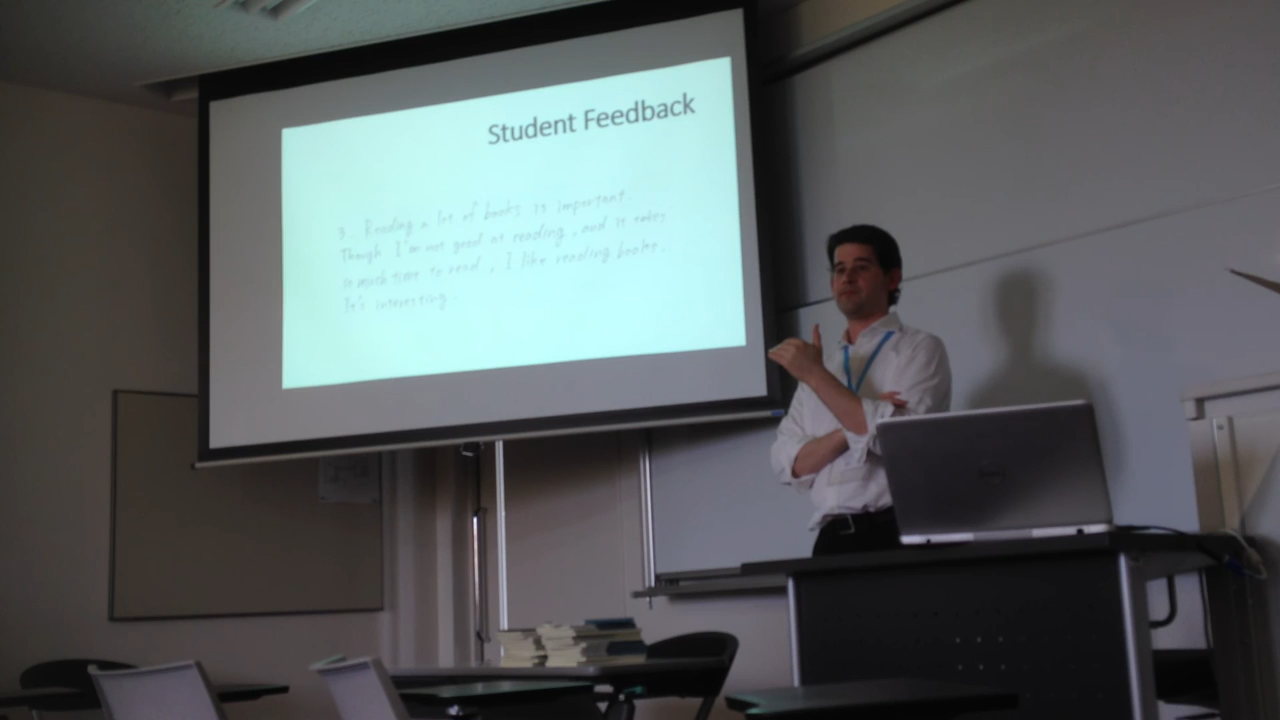 Student Feedback
3. Reading a lot of books is important.
Though I'm not good at reading, and it takes
so much time to read, I like reading books.
It's interesting.